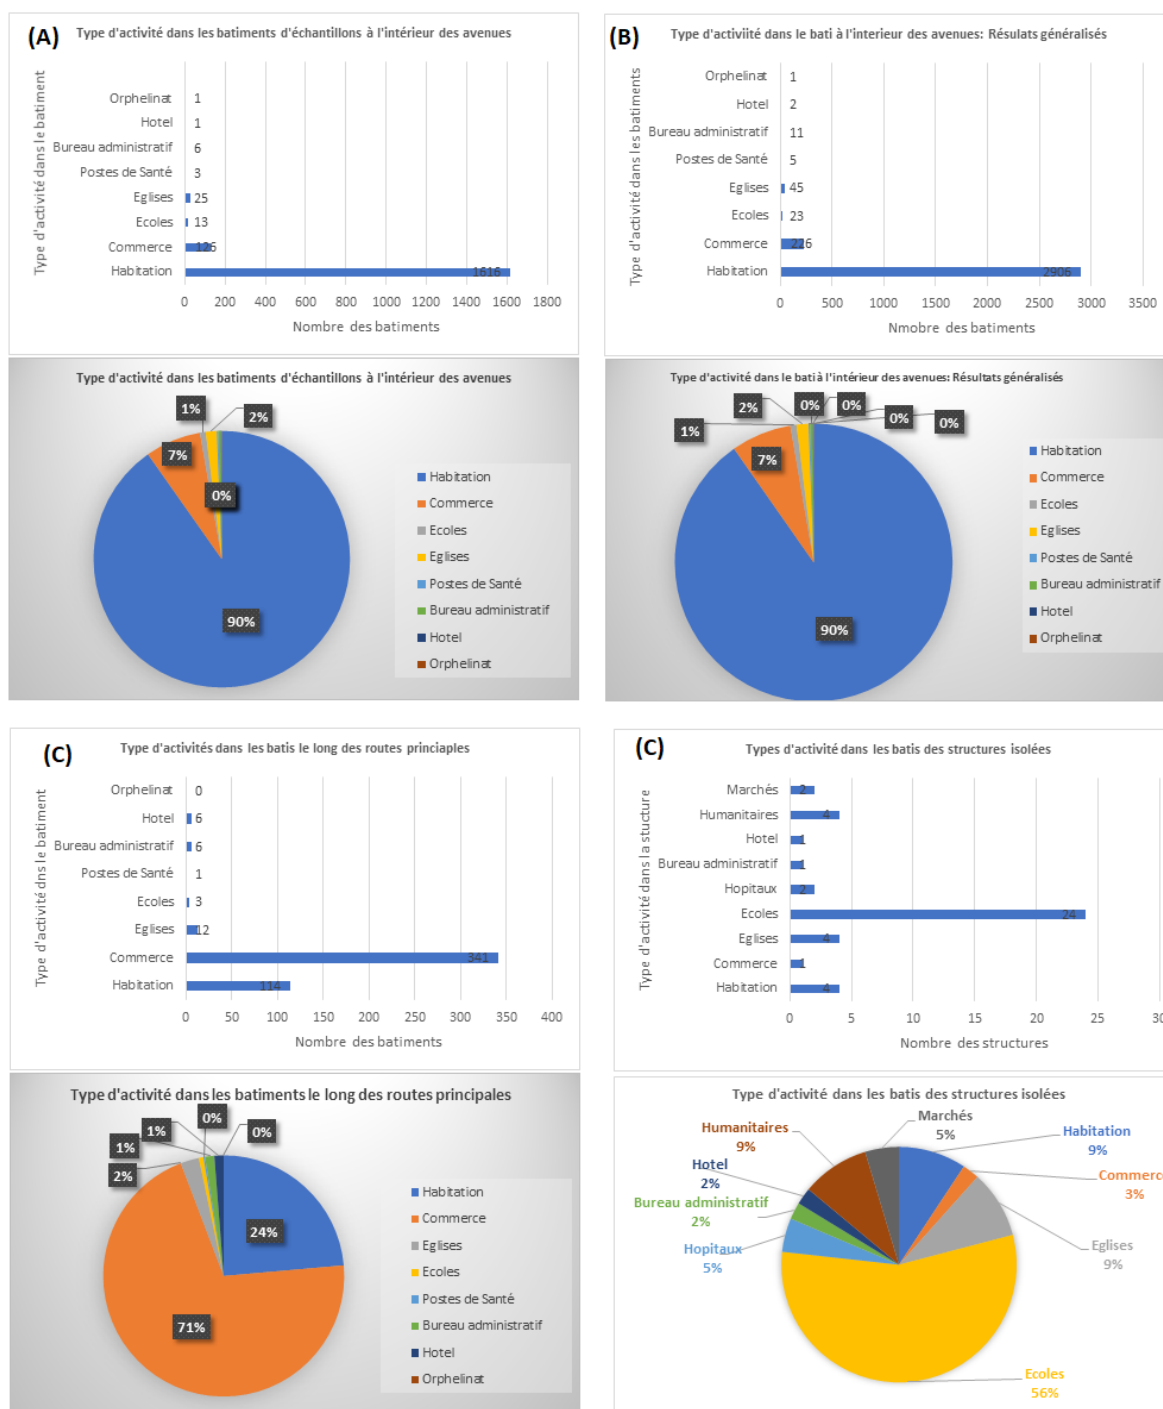 (A) Type d'activité dans les batiments d'échantillons à l'intérieur des avenues
Type d'activité dans le batiment
Orphelinat 1
Hotel 1
Bureau administratif 6
Postes de Santé 3
Eglises 25
Ecoles 13
Commerce 126
Habitation 1616
0 200 400 600 800 1000 1200 1400 1600 1800
Nombre des batiments
(B) Type d'activiité dans le bati à l'interieur des avenues: Résulats généralisés
Type d'activité dans les batiments
Orphelinat 1
Hotel 2
Bureau administratif 11
Postes de Santé 5
Eglises 45
Ecoles 23
Commerce 226
Habitation 2906
0 500 1000 1500 2000 2500 3000 3500
Nmobre des batiments
Type d'activité dans les batiments d'échantillons à l'intérieur des avenues
1%
2%
7%
0%
90%
Habitation
Commerce
Ecoles
Eglises
Postes de Santé
Bureau administratif
Hotel
Orphelinat
Type d'activité dans le bati à l'intérieur des avenues: Résultats généralisés
2% 0% 0%
1% 0% 0%
7%
90%
Habitation
Commerce
Ecoles
Eglises
Postes de Santé
Bureau administratif
Hotel
Orphelinat
(C) Type d'activités dans les batis le long des routes princiaples
Type d'activité dns le batiment
Orphelinat 0
Hotel 6
Bureau administratif 6
Postes de Santé 1
Ecoles 3
Eglises 12
Commerce 341
Habitation 114
0 50 100 150 200 250 300 350 400
Nombre des batiments
(C) Types d'activité dans les batis des structures isolées
Type d'activité dans la stucture
Marchés 2
Humanitaires 4
Hotel 1
Bureau administratif 1
Hopitaux 2
Ecoles 24
Eglises 4
Commerce 1
Habitation 4
0 5 10 15 20 25 30
Nombre des structures
Type d'activité dans les batiments le long des routes principales
0%
1% 0%
1%
2%
24%
71%
Habitation
Commerce
Eglises
Ecoles
Postes de Santé
Bureau administratif
Hotel
Orphelinat
Type d'activité dans les batis des structures isolées
Marchés
5%
Humanitaires
9%
Habitation
9%
Hotel
2%
Commerc
3%
Bureau administratif
2%
Eglises
9%
Hopitaux
5%
Ecoles
56%